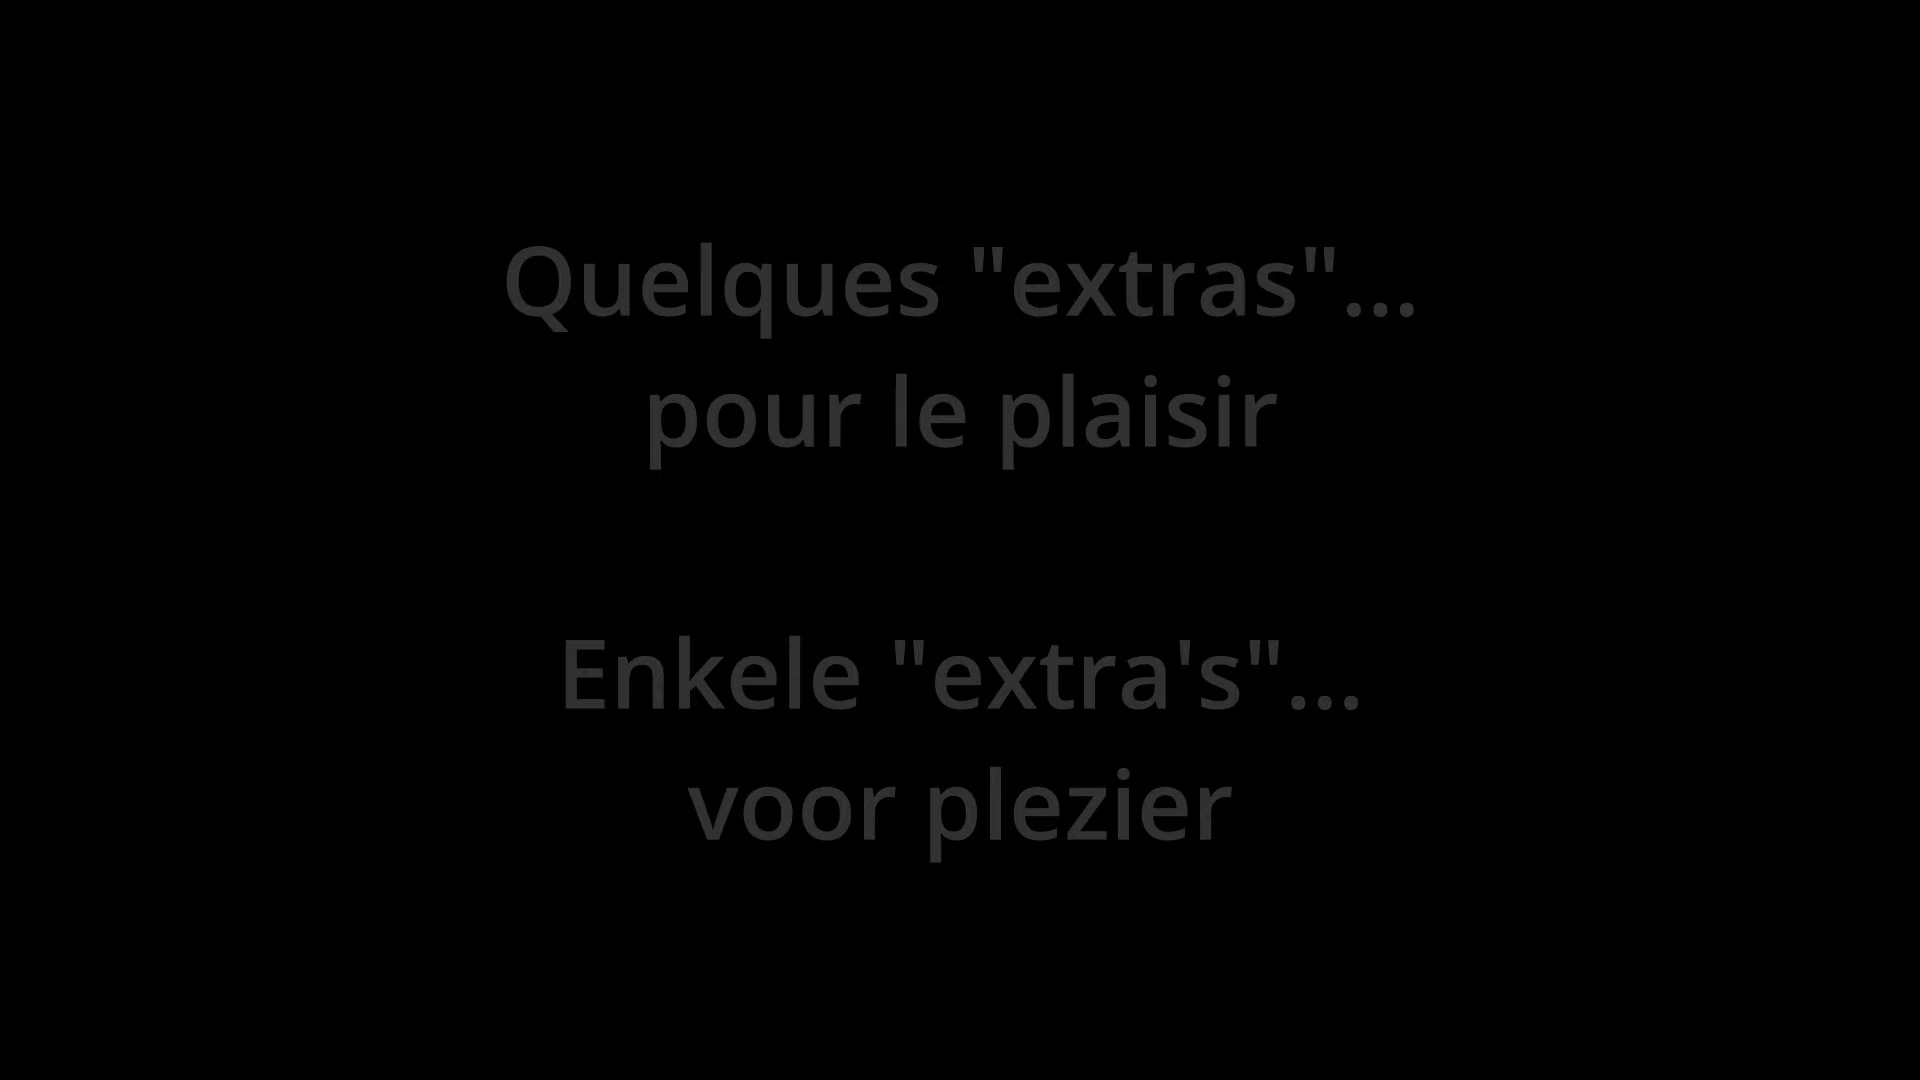 Quelques "extras"...
pour le plaisir
Enkele "extra's"...
voor plezier